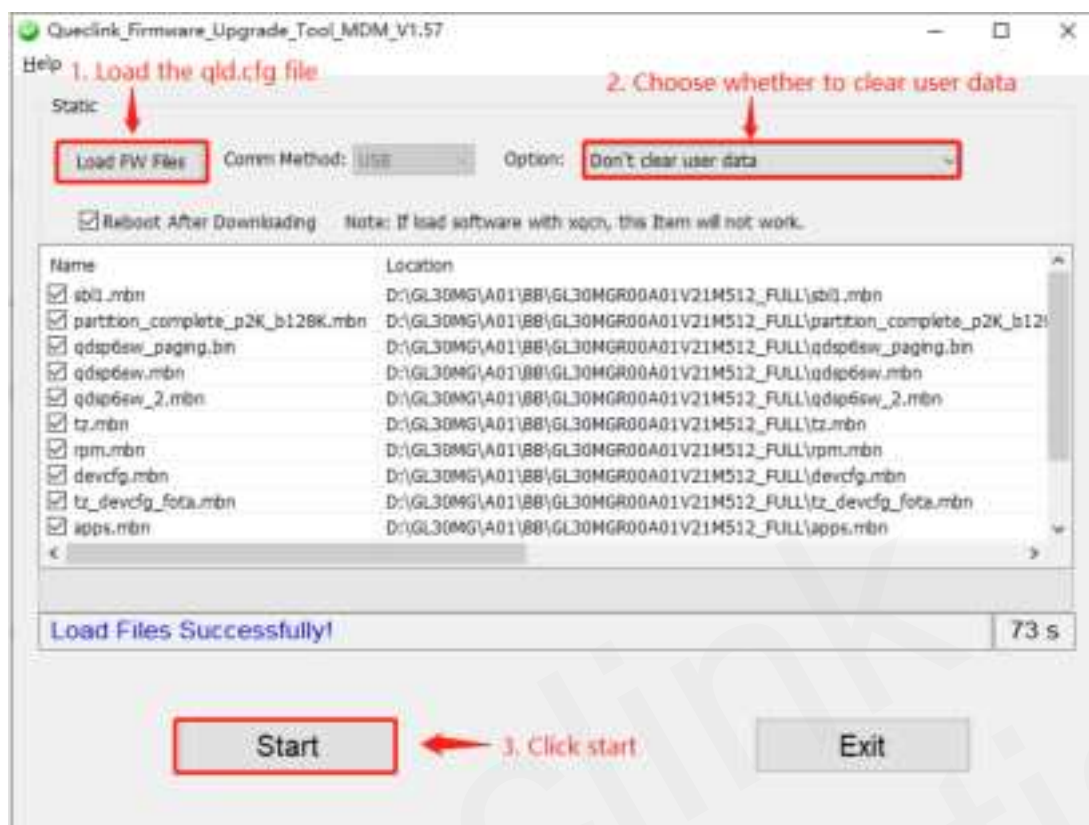 Queclink_Firmware_Upgrade_Tool_MDM_V1.57
Help
1. Load the qld.cfg file
2. Choose whether to clear user data
Static
Load FW Files Comm Method: USB Option: Don't clear user data
Reboot After Downloading Note: If load software with xqcn, this Item will not work.
Name Location
sbl1.mbn D:\GL30MG\A01\BB\GL30MGR00A01V21M512_FULL\sbl1.mbn
partition_complete_p2K_b128K.mbn D:\GL30MG\A01\BB\GL30MGR00A01V21M512_FULL\partition_complete_p2K_b12
qdsp6sw_paging.bin D:\GL30MG\A01\BB\GL30MGR00A01V21M512_FULL\qdsp6sw_paging.bin
qdsp6sw.mbn D:\GL30MG\A01\BB\GL30MGR00A01V21M512_FULL\qdsp6sw.mbn
qdsp6sw_2.mbn D:\GL30MG\A01\BB\GL30MGR00A01V21M512_FULL\qdsp6sw_2.mbn
tz.mbn D:\GL30MG\A01\BB\GL30MGR00A01V21M512_FULL\tz.mbn
rpm.mbn D:\GL30MG\A01\BB\GL30MGR00A01V21M512_FULL\rpm.mbn
devcfg.mbn D:\GL30MG\A01\BB\GL30MGR00A01V21M512_FULL\devcfg.mbn
tz_devcfg_fota.mbn D:\GL30MG\A01\BB\GL30MGR00A01V21M512_FULL\tz_devcfg_fota.mbn
apps.mbn D:\GL30MG\A01\BB\GL30MGR00A01V21M512_FULL\apps.mbn
Load Files Successfully! 73 s
Start
3. Click start
Exit